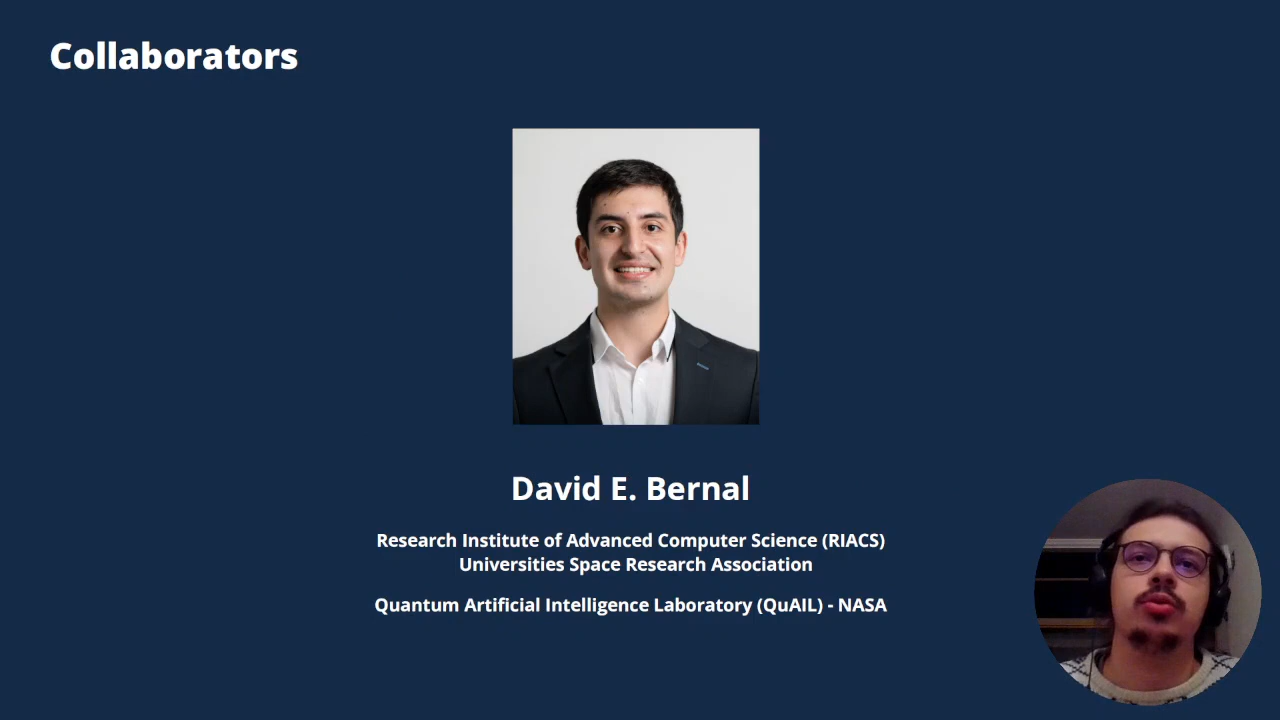 Collaborators
David E. Bernal
Research Institute of Advanced Computer Science (RIACS)
Universities Space Research Association
Quantum Artificial Intelligence Laboratory (QuAIL) - NASA